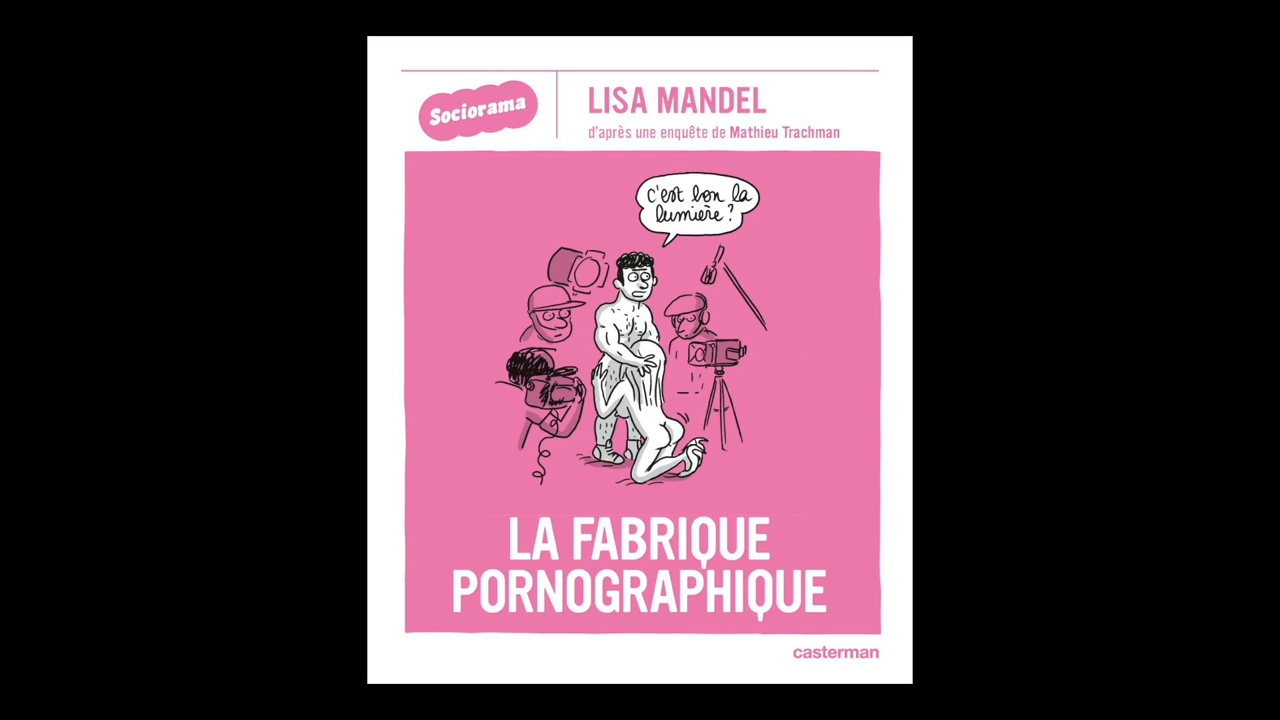 Sociorama
LISA MANDEL
d'après une enquête de Mathieu Trachman
c'est bon la
lumière ?
LA FABRIQUE
PORNOGRAPHIQUE
casterman